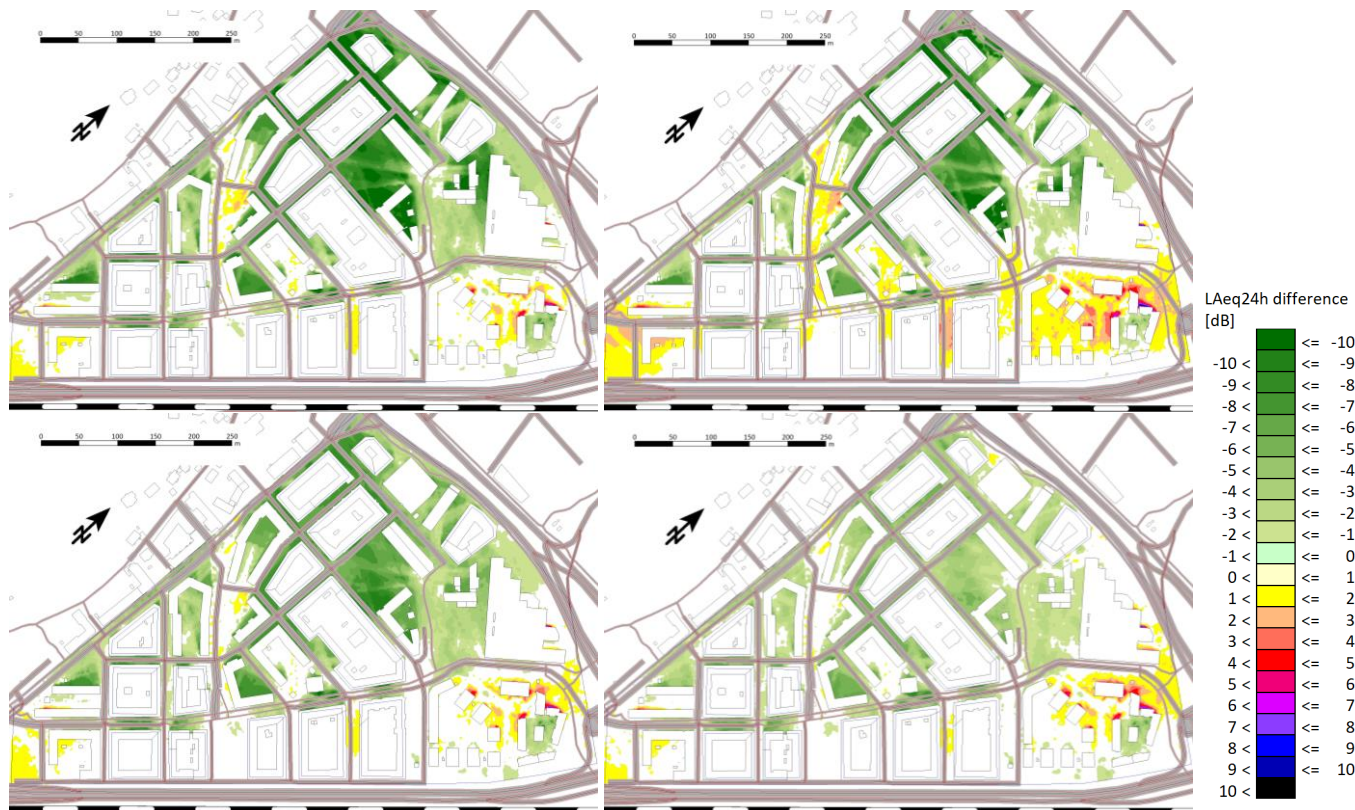 0 50 100 150 200 250
m
N
0 50 100 150 200 250
m
N
LAeq24h difference
[dB]
<= -10
-10 < <= -9
-9 < <= -8
-8 < <= -7
-7 < <= -6
-6 < <= -5
-5 < <= -4
-4 < <= -3
-3 < <= -2
-2 < <= -1
-1 < <= 0
0 < <= 1
1 < <= 2
2 < <= 3
3 < <= 4
4 < <= 5
5 < <= 6
6 < <= 7
7 < <= 8
8 < <= 9
9 < <= 10
10 <
0 50 100 150 200 250
m
N
0 50 100 150 200 250
m
N